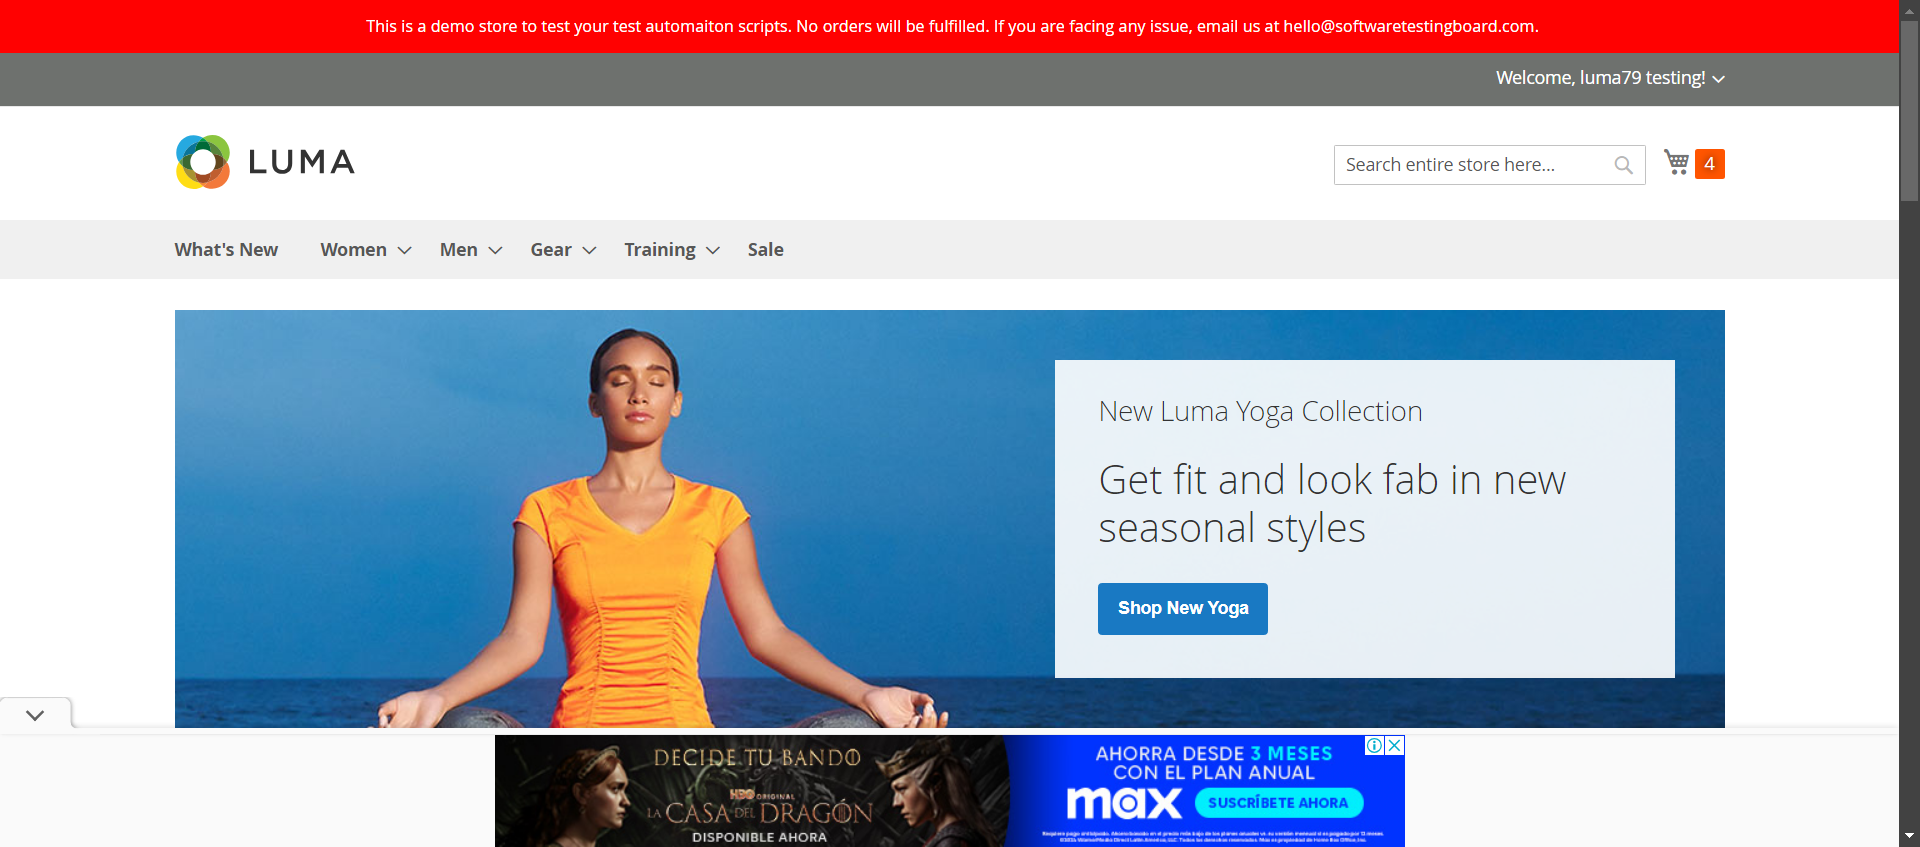 This is a demo store to test your test automaiton scripts. No orders will be fulfilled. If you are facing any issue, email us at hello@softwaretestingboard.com.
Welcome, luma79 testing!
LUMA
Search entire store here...
4
What's New
Women
Men
Gear
Training
Sale
New Luma Yoga Collection
Get fit and look fab in new
seasonal styles
Shop New Yoga
DECIDE TU BANDO
HBO ORIGINAL
LA CASA DEL DRAGÓN
DISPONIBLE AHORA
AHORRA DESDE 3 MESES
CON EL PLAN ANUAL
max
SUSCRÍBETE AHORA